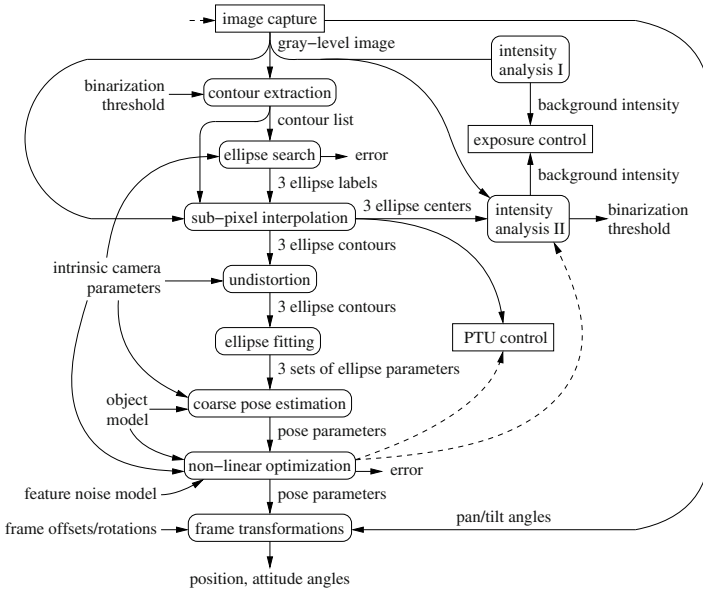 image capture
gray-level image
intensity
analysis I
binarization
threshold
contour extraction
background intensity
contour list
exposure control
ellipse search
error
background intensity
3 ellipse labels
3 ellipse centers
sub-pixel interpolation
intensity
analysis II
binarization
threshold
3 ellipse contours
intrinsic camera
parameters
undistortion
3 ellipse contours
ellipse fitting
PTU control
3 sets of ellipse parameters
object
model
coarse pose estimation
pose parameters
non-linear optimization
error
feature noise model
pose parameters
pan/tilt angles
frame offsets/rotations
frame transformations
position, attitude angles